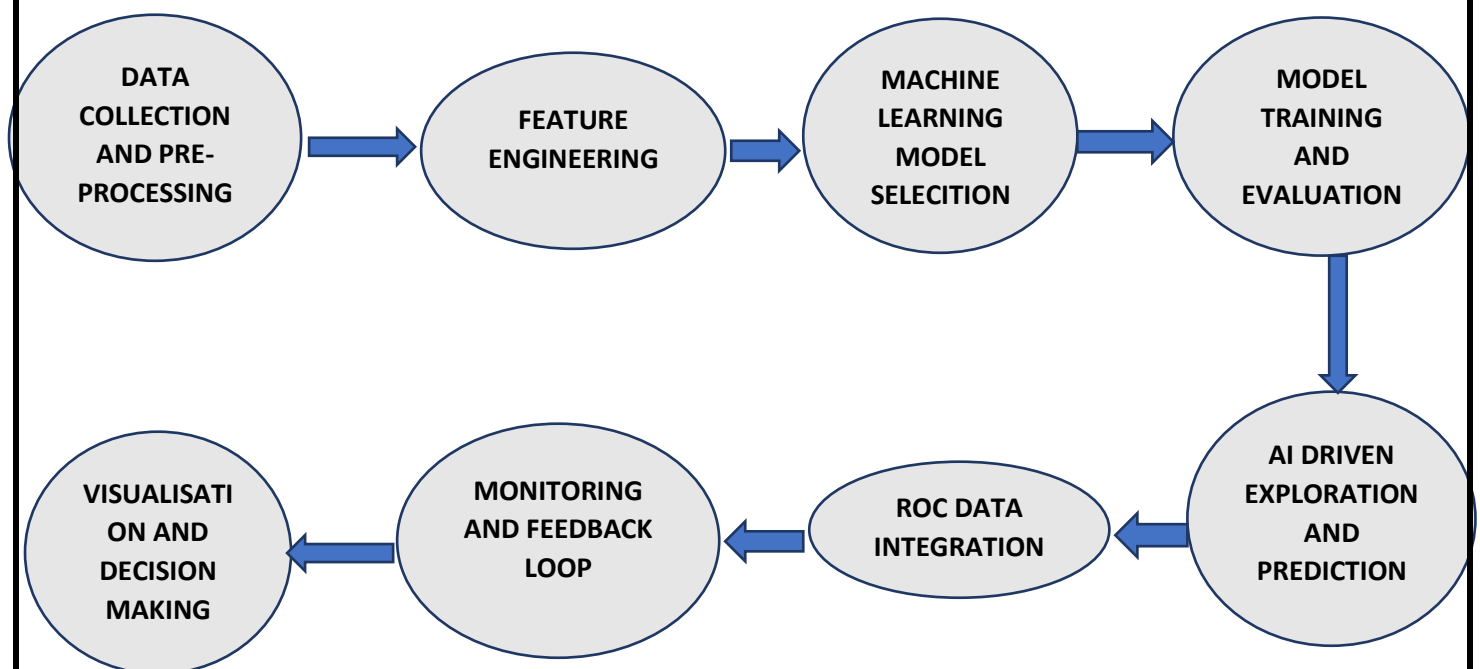 DATA
COLLECTION
AND PRE-
PROCESSING
FEATURE
ENGINEERING
MACHINE
LEARNING
MODEL
SELECITION
MODEL
TRAINING
AND
EVALUATION
AI DRIVEN
EXPLORATION
AND
PREDICTION
ROC DATA
INTEGRATION
MONITORING
AND FEEDBACK
LOOP
VISUALISATI
ON AND
DECISION
MAKING